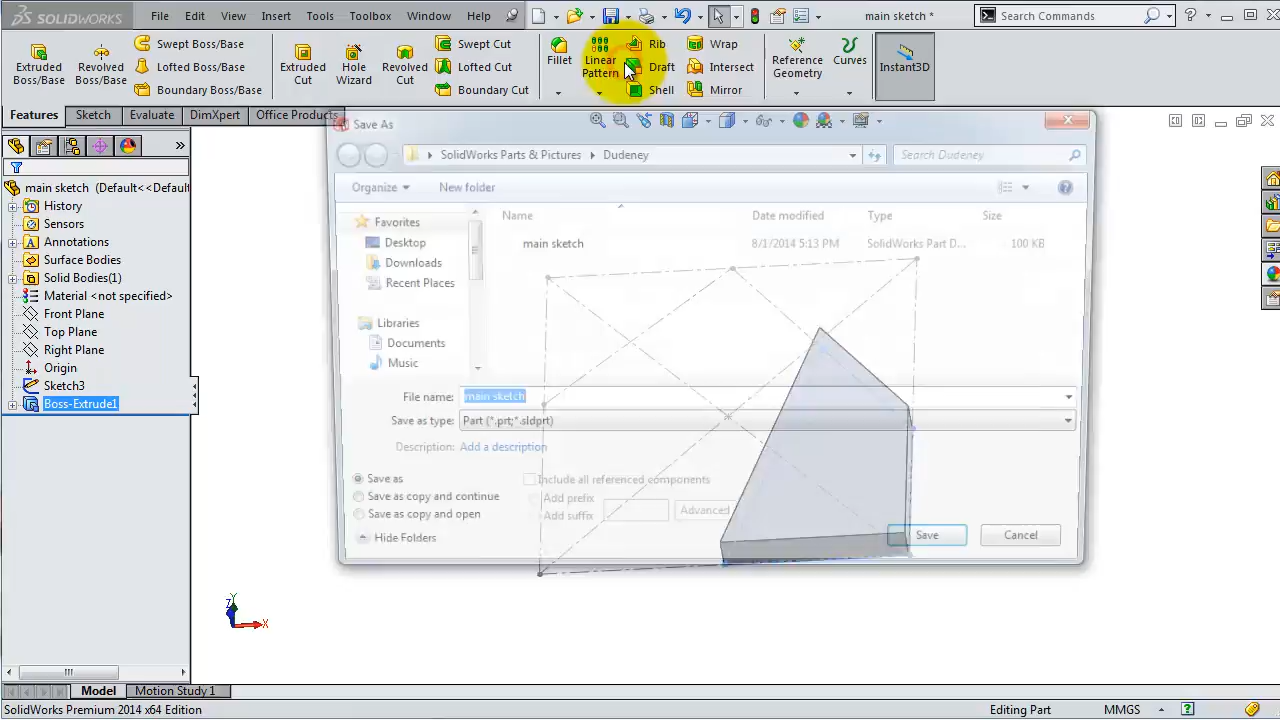 SOLIDWORKS File Edit View Insert Tools Toolbox Window Help main sketch * Search Commands
Extruded Boss/Base
Revolved Boss/Base
Swept Boss/Base
Lofted Boss/Base
Boundary Boss/Base
Extruded Cut
Hole Wizard
Revolved Cut
Swept Cut
Lofted Cut
Boundary Cut
Fillet
Linear Pattern
Rib
Draft
Shell
Wrap
Intersect
Mirror
Reference Geometry
Curves
Instant3D
Features Sketch Evaluate DimXpert Office Products
main sketch (Default<<Default
History
Sensors
Annotations
Surface Bodies
Solid Bodies(1)
Material <not specified>
Front Plane
Top Plane
Right Plane
Origin
Sketch3
Boss-Extrude1
Save As
SolidWorks Parts & Pictures Dudeney Search Dudeney
Organize New folder
Favorites
Desktop
Downloads
Recent Places
Libraries
Documents
Music
Name Date modified Type Size
main sketch 8/1/2014 5:13 PM SolidWorks Part D... 100 KB
File name: main sketch
Save as type: Part (*.prt;*.sldprt)
Description: Add a description
Save as Include all referenced components
Save as copy and continue Add prefix Advanced
Save as copy and open Add suffix
Hide Folders Save Cancel
Z Y X
Model Motion Study 1
SolidWorks Premium 2014 x64 Edition Editing Part MMGS